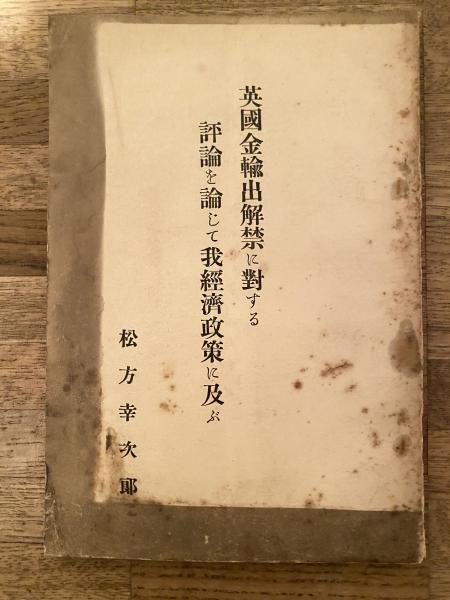 英國金輸出解禁に對する
評論を論じて我經濟政策に及ぶ
松方幸次郎